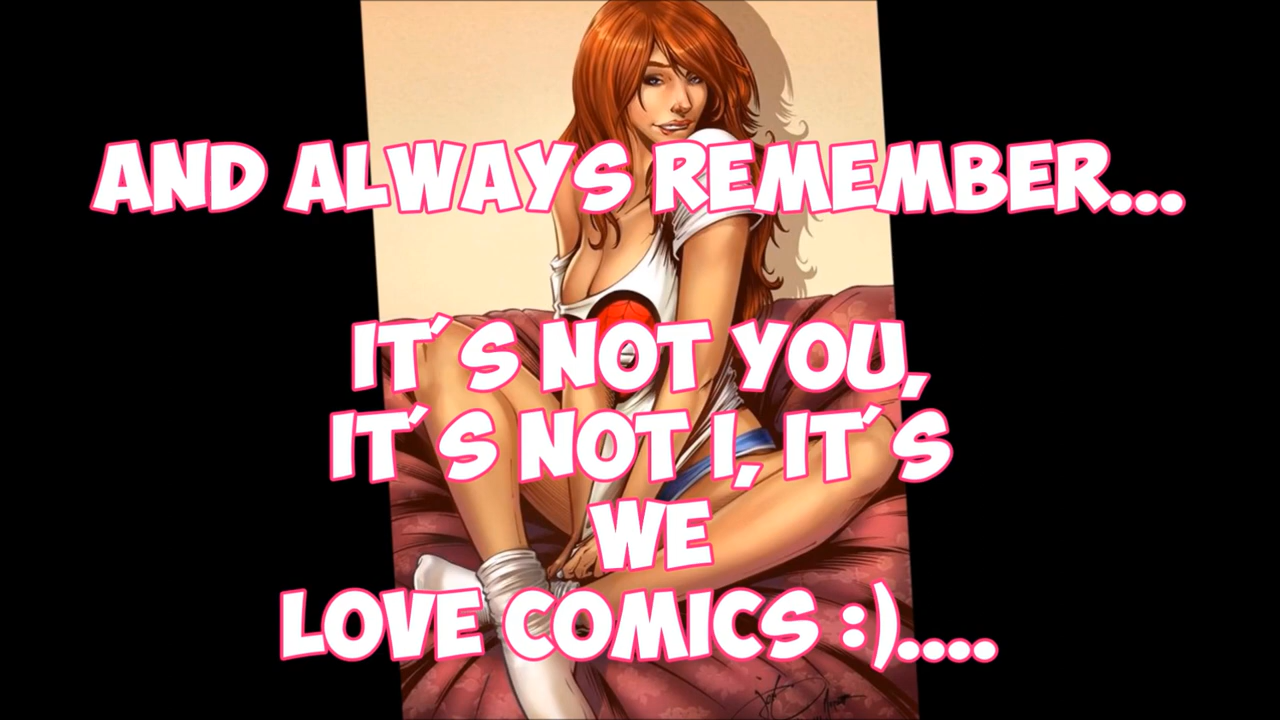 AND ALWAYS REMEMBER...
IT'S NOT YOU,
IT'S NOT I, IT'S
WE
LOVE COMICS :)....